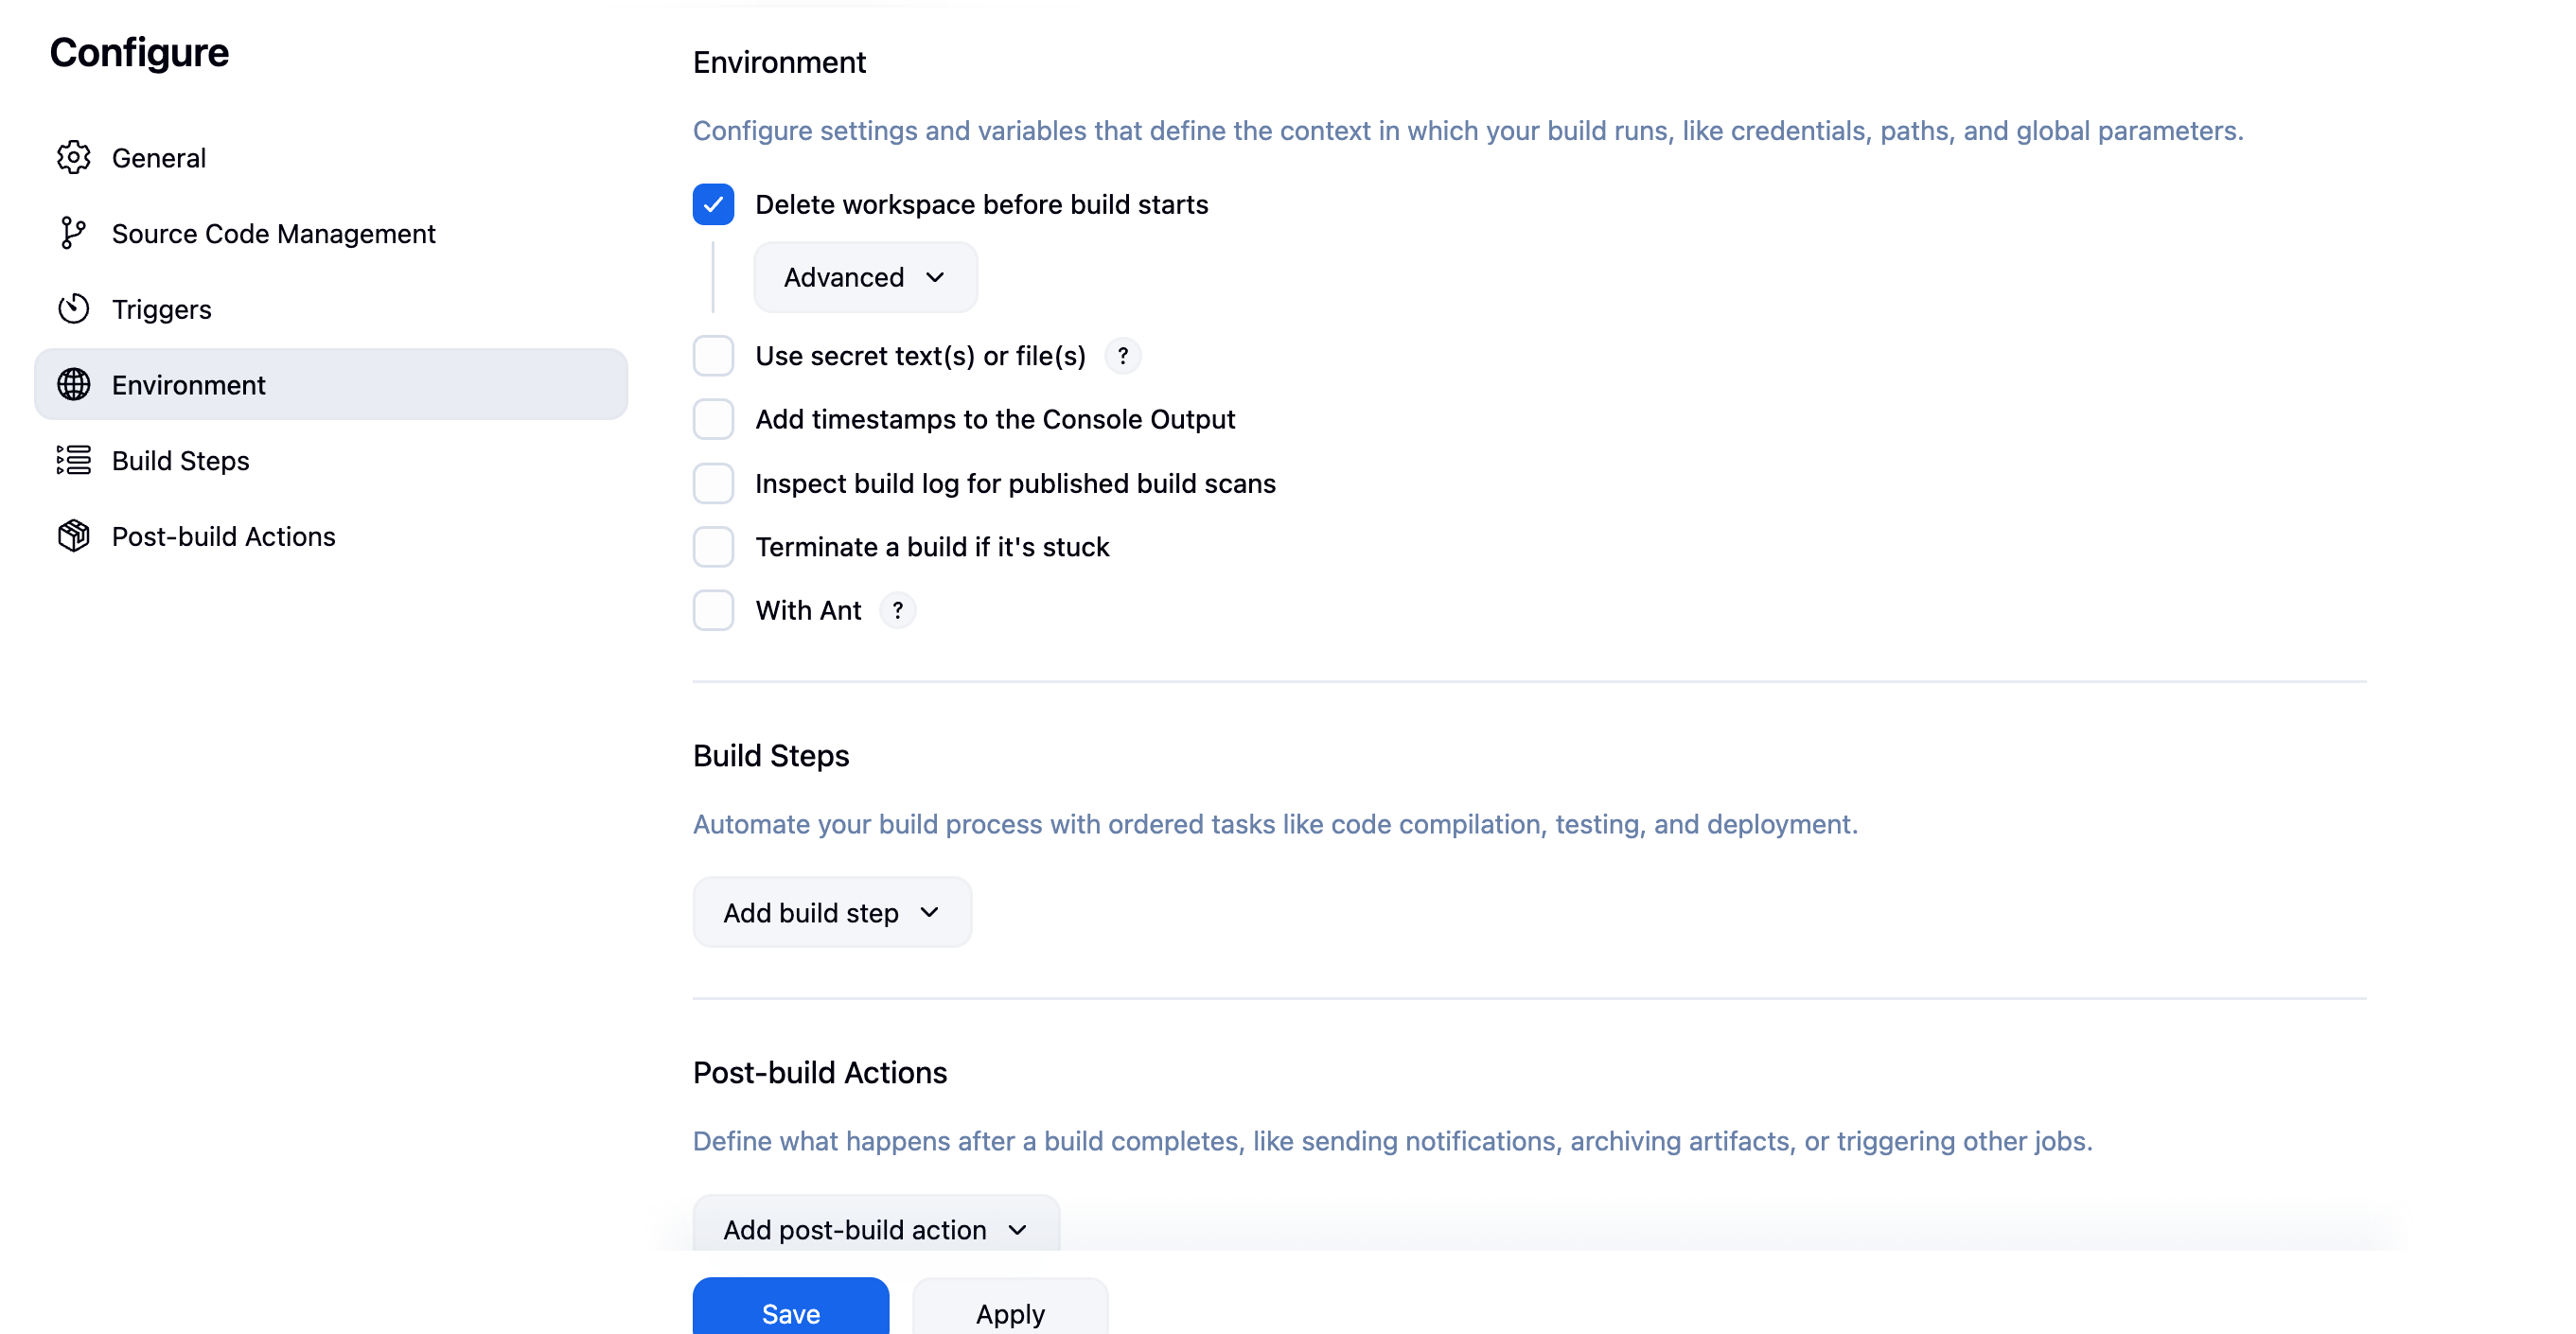 Configure
General
Source Code Management
Triggers
Environment
Build Steps
Post-build Actions
Environment
Configure settings and variables that define the context in which your build runs, like credentials, paths, and global parameters.
Delete workspace before build starts
Advanced
Use secret text(s) or file(s) ?
Add timestamps to the Console Output
Inspect build log for published build scans
Terminate a build if it's stuck
With Ant ?
Build Steps
Automate your build process with ordered tasks like code compilation, testing, and deployment.
Add build step
Post-build Actions
Define what happens after a build completes, like sending notifications, archiving artifacts, or triggering other jobs.
Add post-build action
Save Apply